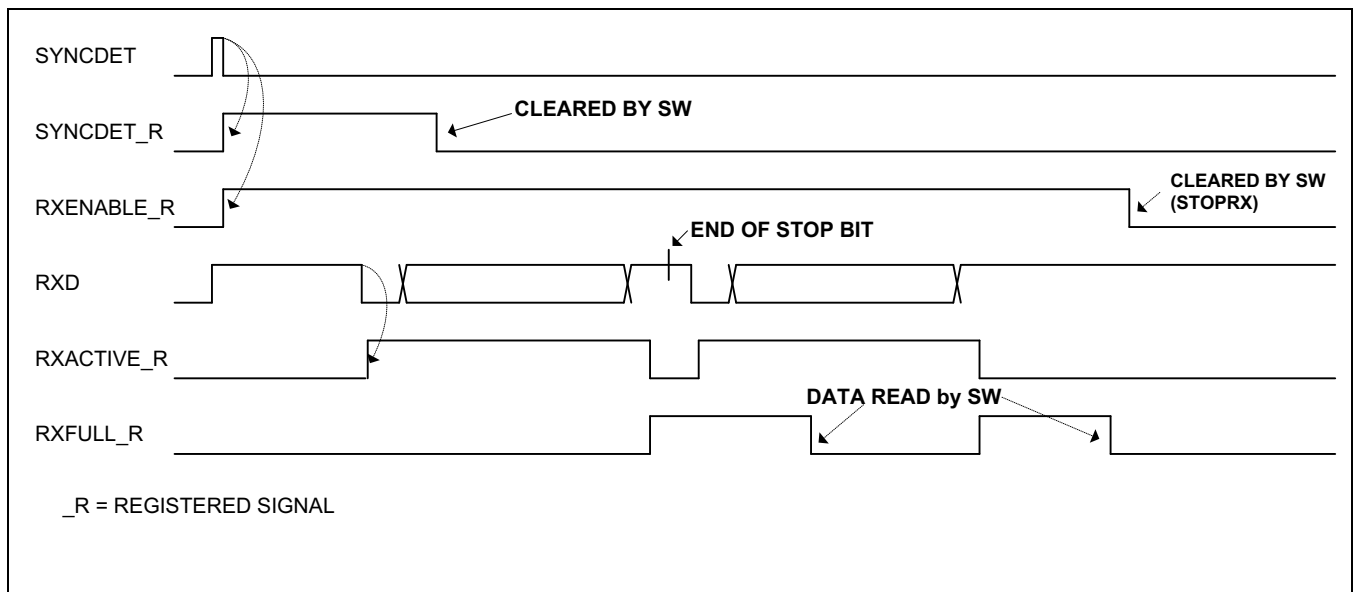 SYNCDET
SYNCDET_R
CLEARED BY SW
RXENABLE_R
CLEARED BY SW
(STOPRX)
END OF STOP BIT
RXD
RXACTIVE_R
DATA READ by SW
RXFULL_R
_R = REGISTERED SIGNAL